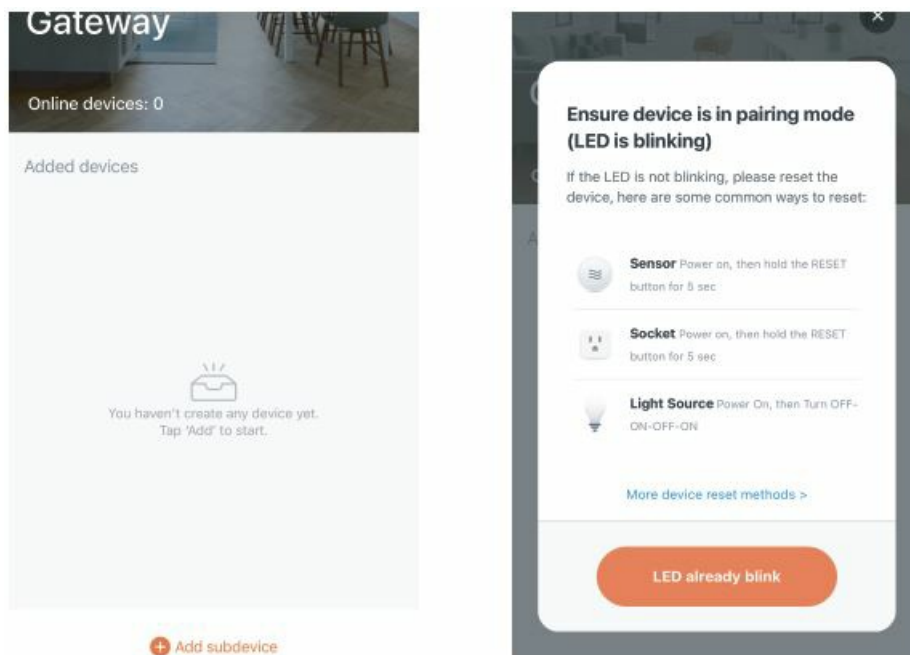 Gateway
Online devices: 0
Added devices
You haven't create any device yet.
Tap 'Add' to start.
Add subdevice
Ensure device is in pairing mode
(LED is blinking)
If the LED is not blinking, please reset the
device, here are some common ways to reset:
Sensor Power on, then hold the RESET
button for 5 sec
Socket Power on, then hold the RESET
button for 5 sec
Light Source Power On, then Turn OFF-
ON-OFF-ON
More device reset methods >
LED already blink